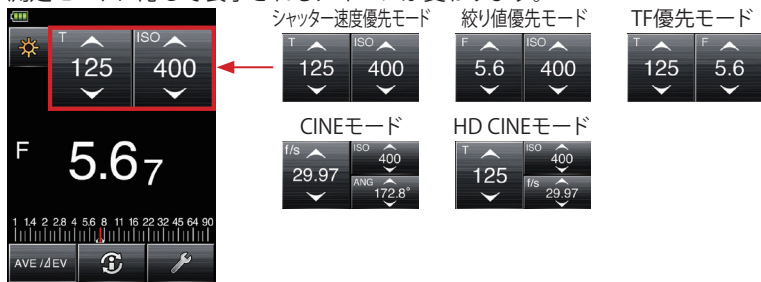 シャッター速度優先モード
絞り値優先モード
TF優先モード
T
125
ISO
400
T
125
ISO
400
F
5.6
ISO
400
T
125
F
5.6
CINEモード
HD CINEモード
f/s
29.97
ISO
400
ANG
172.8°
T
125
ISO
400
f/s
29.97
F
5.67
1 1.4 2 2.8 4 5.6 8 11 16 22 32 45 64 90
AVE /⊿EV